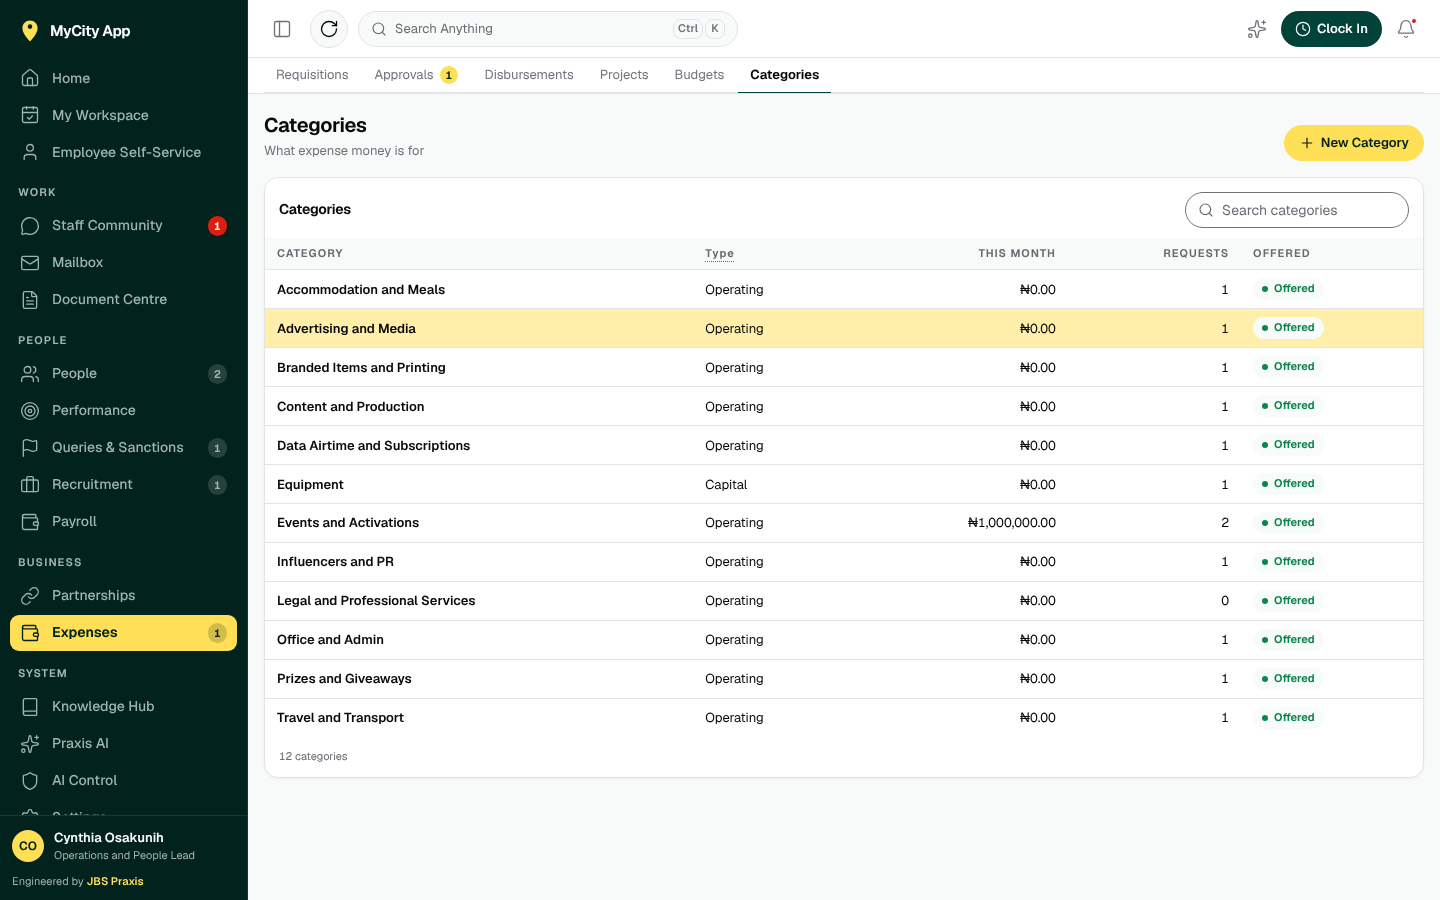 MyCity App
Home
My Workspace
Employee Self-Service
WORK
Staff Community 1
Mailbox
Document Centre
PEOPLE
People 2
Performance
Queries & Sanctions 1
Recruitment 1
Payroll
BUSINESS
Partnerships
Expenses 1
SYSTEM
Knowledge Hub
Praxis AI
AI Control
CO
Cynthia Osakunih
Operations and People Lead
Engineered by JBS Praxis
Search Anything Ctrl K
Clock In
Requisitions Approvals 1 Disbursements Projects Budgets Categories
Categories
What expense money is for
+ New Category
Categories
Search categories
CATEGORY Type THIS MONTH REQUESTS OFFERED
Accommodation and Meals Operating ₦0.00 1 Offered
Advertising and Media Operating ₦0.00 1 Offered
Branded Items and Printing Operating ₦0.00 1 Offered
Content and Production Operating ₦0.00 1 Offered
Data Airtime and Subscriptions Operating ₦0.00 1 Offered
Equipment Capital ₦0.00 1 Offered
Events and Activations Operating ₦1,000,000.00 2 Offered
Influencers and PR Operating ₦0.00 1 Offered
Legal and Professional Services Operating ₦0.00 0 Offered
Office and Admin Operating ₦0.00 1 Offered
Prizes and Giveaways Operating ₦0.00 1 Offered
Travel and Transport Operating ₦0.00 1 Offered
12 categories